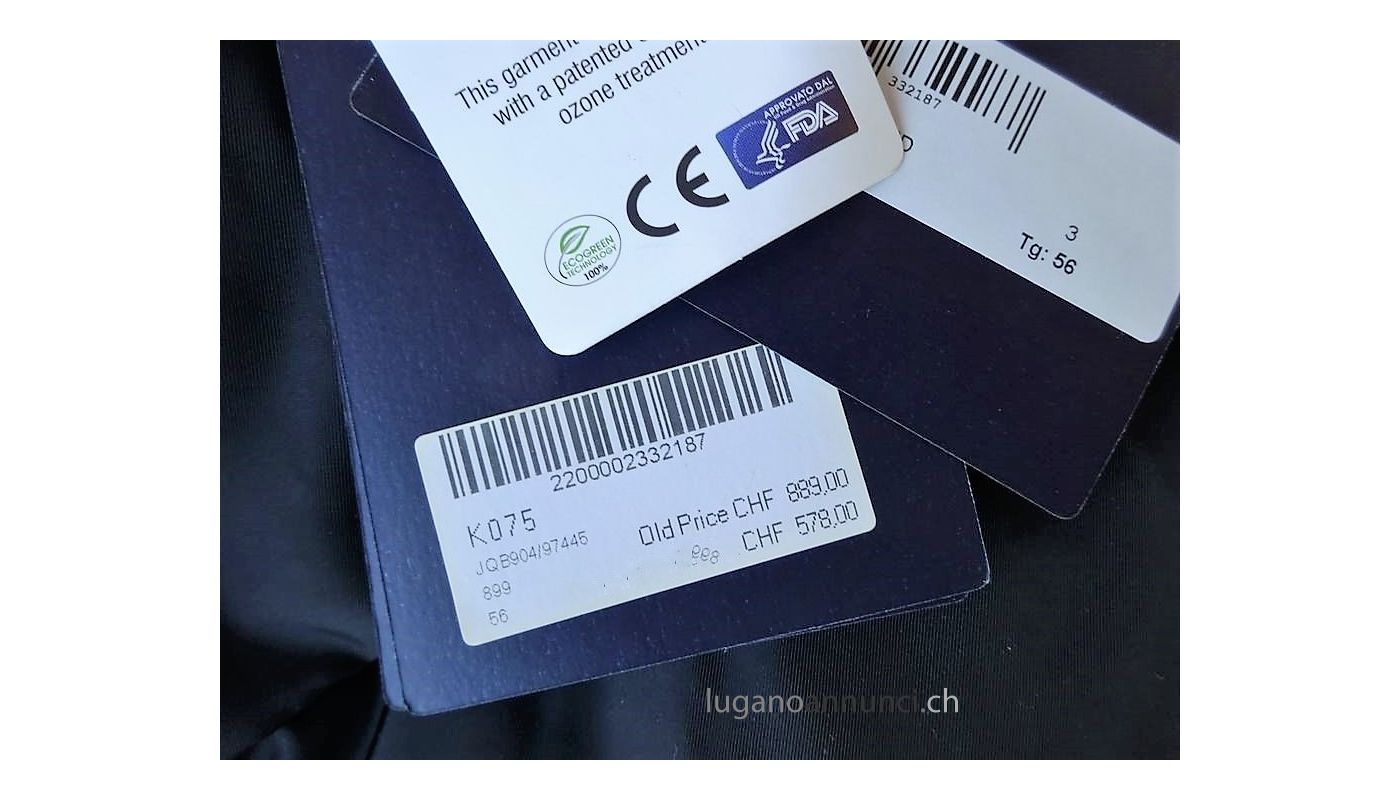 This garment
with a patented
ozone treatment
APPROVATO DAL
FDA
CE
ECOGREEN
TECHNOLOGY
100%
332187
3
Tg: 56
2200002332187
K075
Old Price CHF 889,00
JQB904/97445
CHF 578,00
899
56
luganoannunci.ch